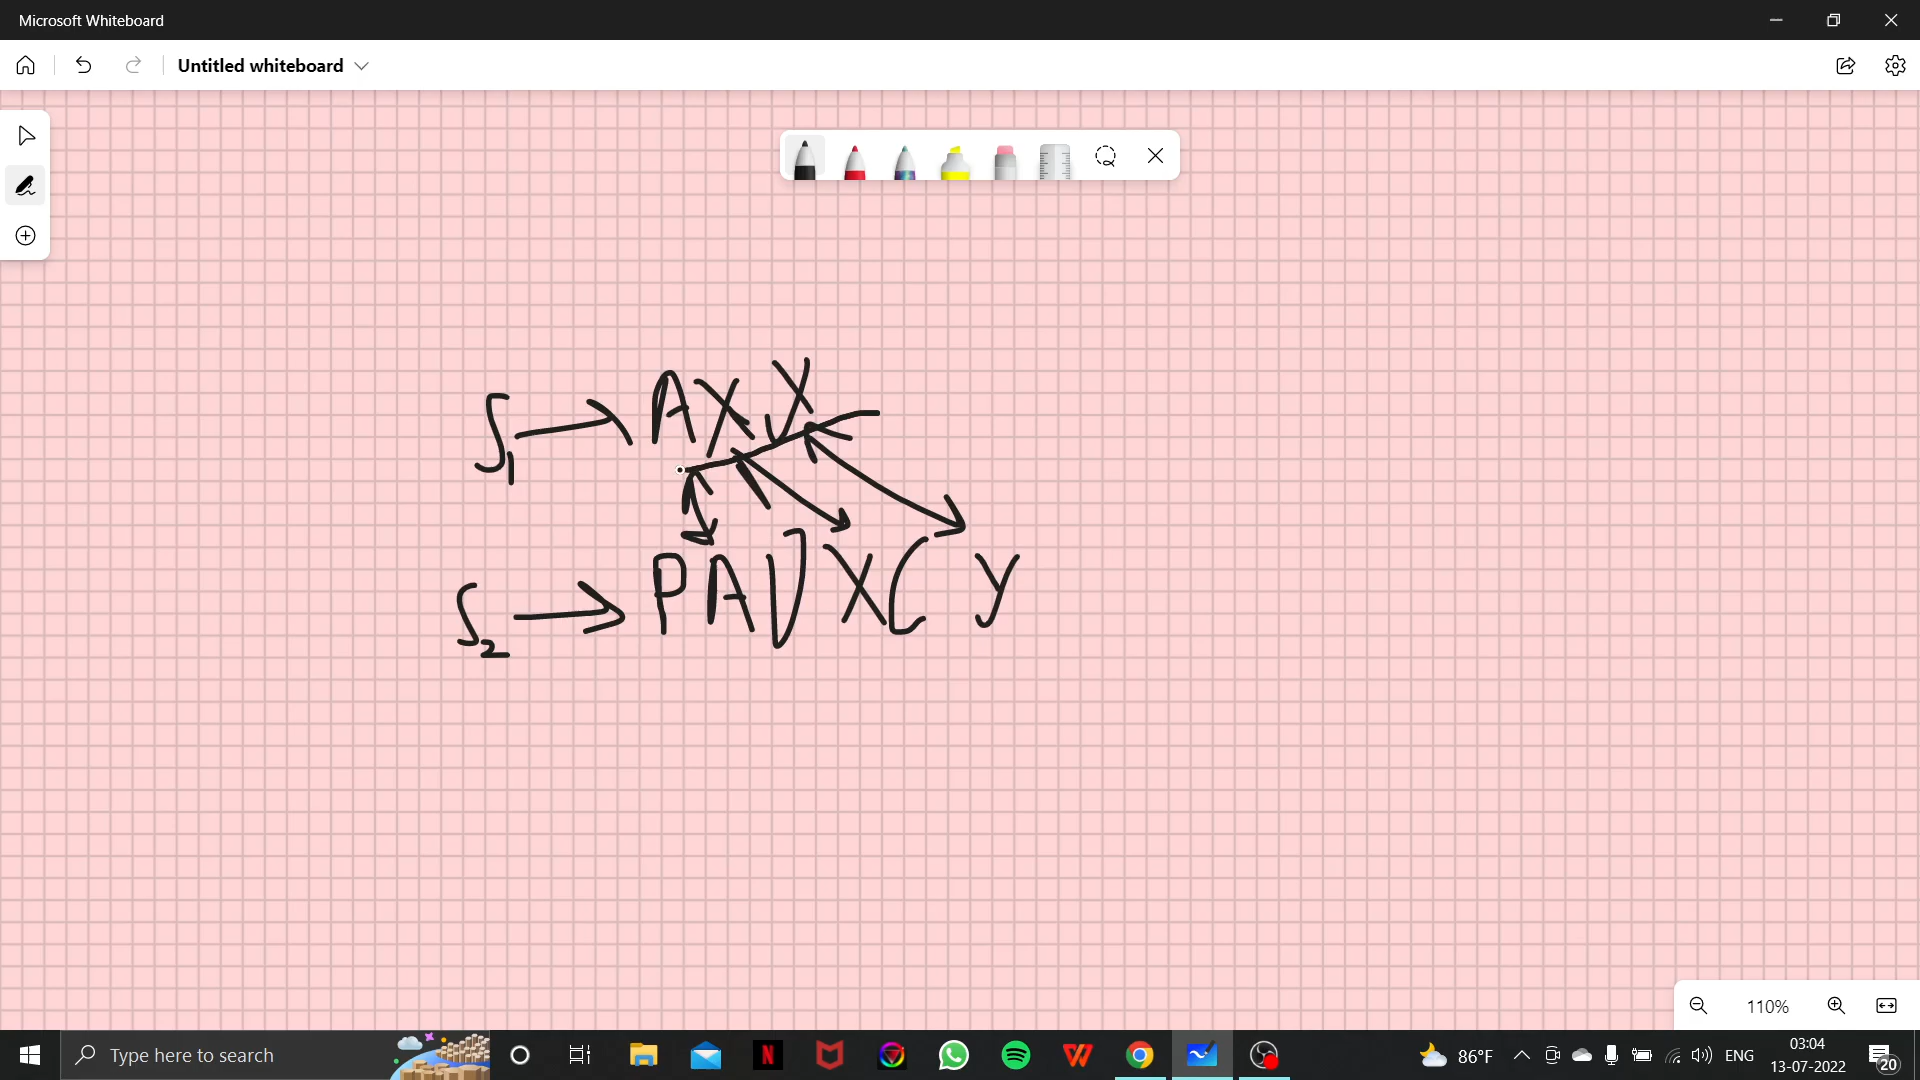 Microsoft Whiteboard
Untitled whiteboard
S1 → AXY
S2 → PADXCY
110%
Type here to search
86°F
ENG
03:04
13-07-2022
20